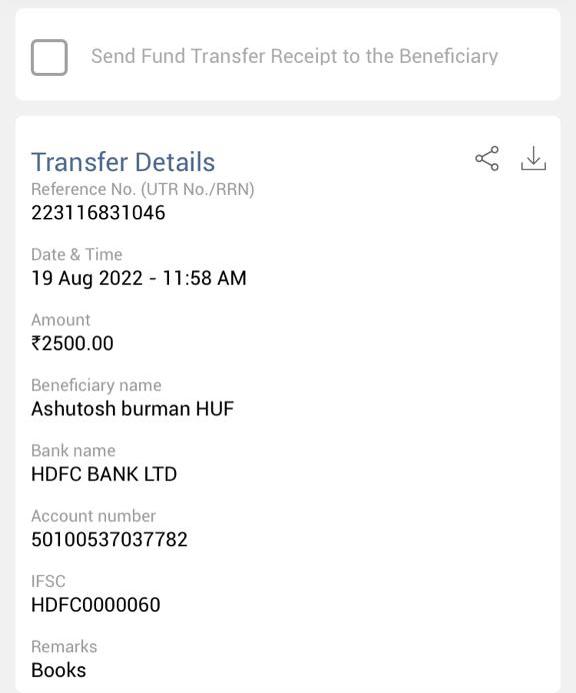 Send Fund Transfer Receipt to the Beneficiary
Transfer Details
Reference No. (UTR No./RRN)
223116831046
Date & Time
19 Aug 2022 - 11:58 AM
Amount
₹2500.00
Beneficiary name
Ashutosh burman HUF
Bank name
HDFC BANK LTD
Account number
50100537037782
IFSC
HDFC0000060
Remarks
Books